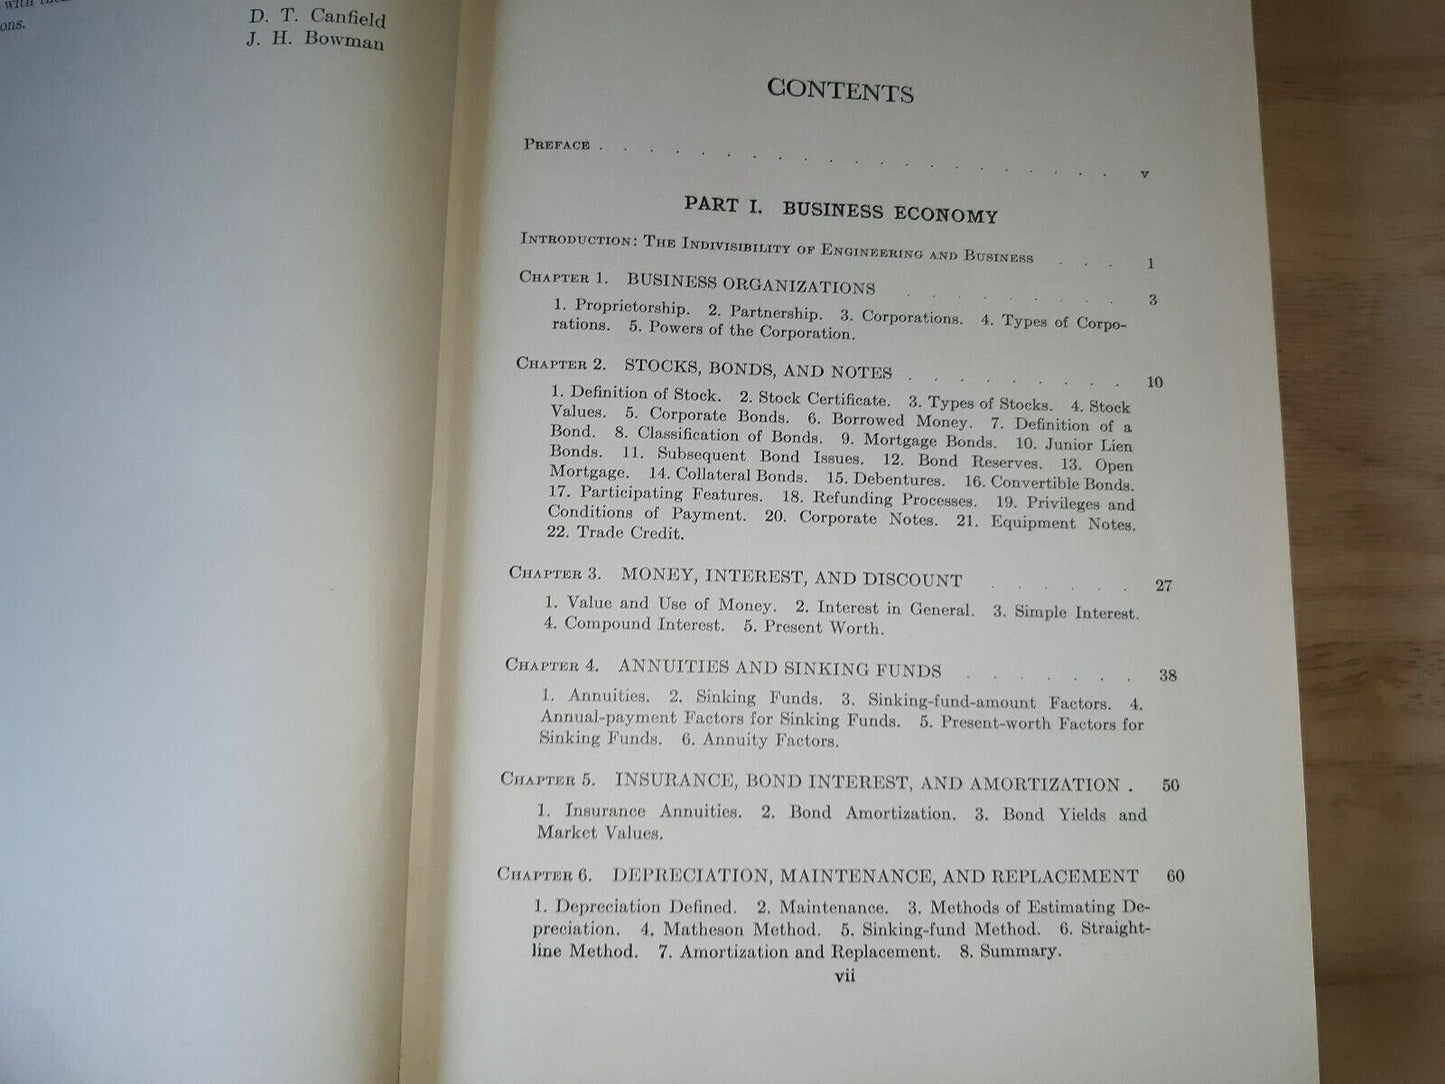 with
ons.
D. T. Canfield
J. H. Bowman
CONTENTS
PREFACE . . . . . . . . . . . . . . . . . . . . . v
PART I. BUSINESS ECONOMY
INTRODUCTION: THE INDIVISIBILITY OF ENGINEERING AND BUSINESS . . . 1
CHAPTER 1. BUSINESS ORGANIZATIONS . . . . . . . . . 3
1. Proprietorship. 2. Partnership. 3. Corporations. 4. Types of Corpo-
rations. 5. Powers of the Corporation.
CHAPTER 2. STOCKS, BONDS, AND NOTES . . . . . . . . . 10
1. Definition of Stock. 2. Stock Certificate. 3. Types of Stocks. 4. Stock
Values. 5. Corporate Bonds. 6. Borrowed Money. 7. Definition of a
Bond. 8. Classification of Bonds. 9. Mortgage Bonds. 10. Junior Lien
Bonds. 11. Subsequent Bond Issues. 12. Bond Reserves. 13. Open
Mortgage. 14. Collateral Bonds. 15. Debentures. 16. Convertible Bonds.
17. Participating Features. 18. Refunding Processes. 19. Privileges and
Conditions of Payment. 20. Corporate Notes. 21. Equipment Notes.
22. Trade Credit.
CHAPTER 3. MONEY, INTEREST, AND DISCOUNT . . . . . . 27
1. Value and Use of Money. 2. Interest in General. 3. Simple Interest.
4. Compound Interest. 5. Present Worth.
CHAPTER 4. ANNUITIES AND SINKING FUNDS . . . . . . . 38
1. Annuities. 2. Sinking Funds. 3. Sinking-fund-amount Factors. 4.
Annual-payment Factors for Sinking Funds. 5. Present-worth Factors for
Sinking Funds. 6. Annuity Factors.
CHAPTER 5. INSURANCE, BOND INTEREST, AND AMORTIZATION . 50
1. Insurance Annuities. 2. Bond Amortization. 3. Bond Yields and
Market Values.
CHAPTER 6. DEPRECIATION, MAINTENANCE, AND REPLACEMENT 60
1. Depreciation Defined. 2. Maintenance. 3. Methods of Estimating De-
preciation. 4. Matheson Method. 5. Sinking-fund Method. 6. Straight-
line Method. 7. Amortization and Replacement. 8. Summary.
vii